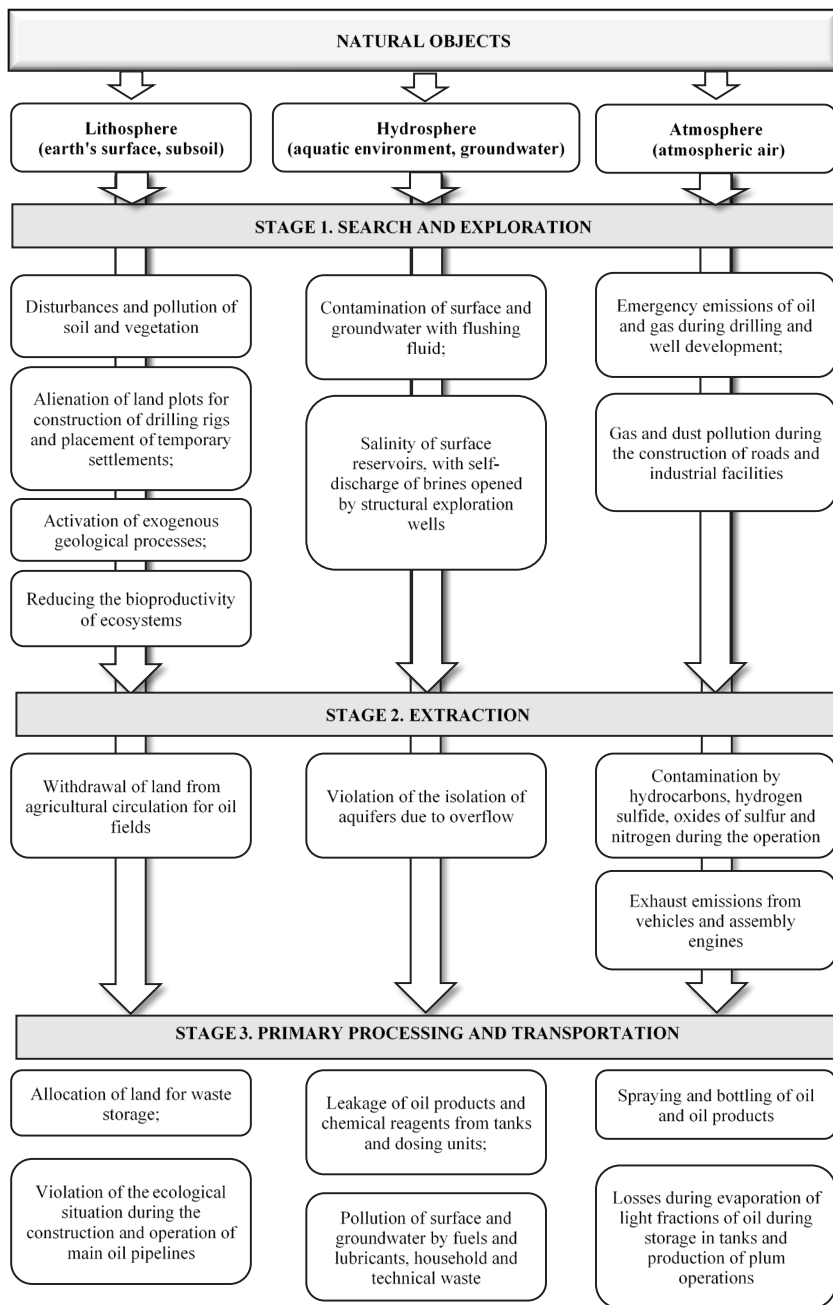 NATURAL OBJECTS
Lithosphere
(earth's surface, subsoil)
Hydrosphere
(aquatic environment, groundwater)
Atmosphere
(atmospheric air)
STAGE 1. SEARCH AND EXPLORATION
Disturbances and pollution of
soil and vegetation
Alienation of land plots for
construction of drilling rigs
and placement of temporary
settlements;
Activation of exogenous
geological processes;
Reducing the bioproductivity
of ecosystems
Contamination of surface and
groundwater with flushing
fluid;
Salinity of surface
reservoirs, with self-
discharge of brines opened
by structural exploration
wells
Emergency emissions of oil
and gas during drilling and
well development;
Gas and dust pollution during
the construction of roads and
industrial facilities
STAGE 2. EXTRACTION
Withdrawal of land from
agricultural circulation for oil
fields
Violation of the isolation of
aquifers due to overflow
Contamination by
hydrocarbons, hydrogen
sulfide, oxides of sulfur and
nitrogen during the operation
Exhaust emissions from
vehicles and assembly
engines
STAGE 3. PRIMARY PROCESSING AND TRANSPORTATION
Allocation of land for waste
storage;
Violation of the ecological
situation during the
construction and operation of
main oil pipelines
Leakage of oil products and
chemical reagents from tanks
and dosing units;
Pollution of surface and
groundwater by fuels and
lubricants, household and
technical waste
Spraying and bottling of oil
and oil products
Losses during evaporation of
light fractions of oil during
storage in tanks and
production of plum
operations